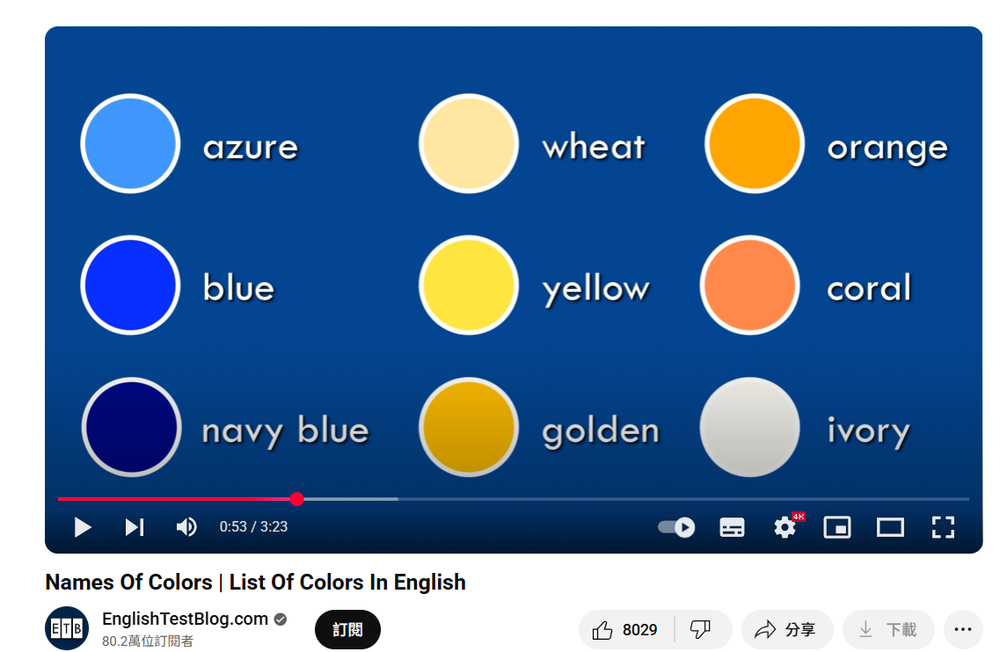 azure wheat orange
blue yellow coral
navy blue golden ivory
0:53 / 3:23
4K
Names Of Colors | List Of Colors In English
ETB
EnglishTestBlog.com
80.2萬位訂閱者
訂閱
8029
分享
下載